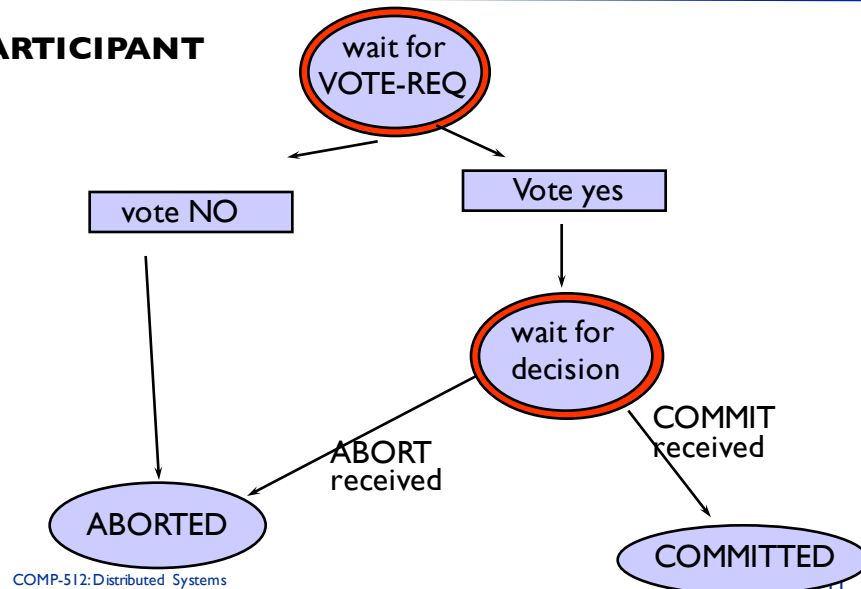 ARTICIPANT
wait for
VOTE-REQ
vote NO
Vote yes
wait for
decision
ABORT
received
COMMIT
received
ABORTED
COMMITTED
COMP-512: Distributed Systems